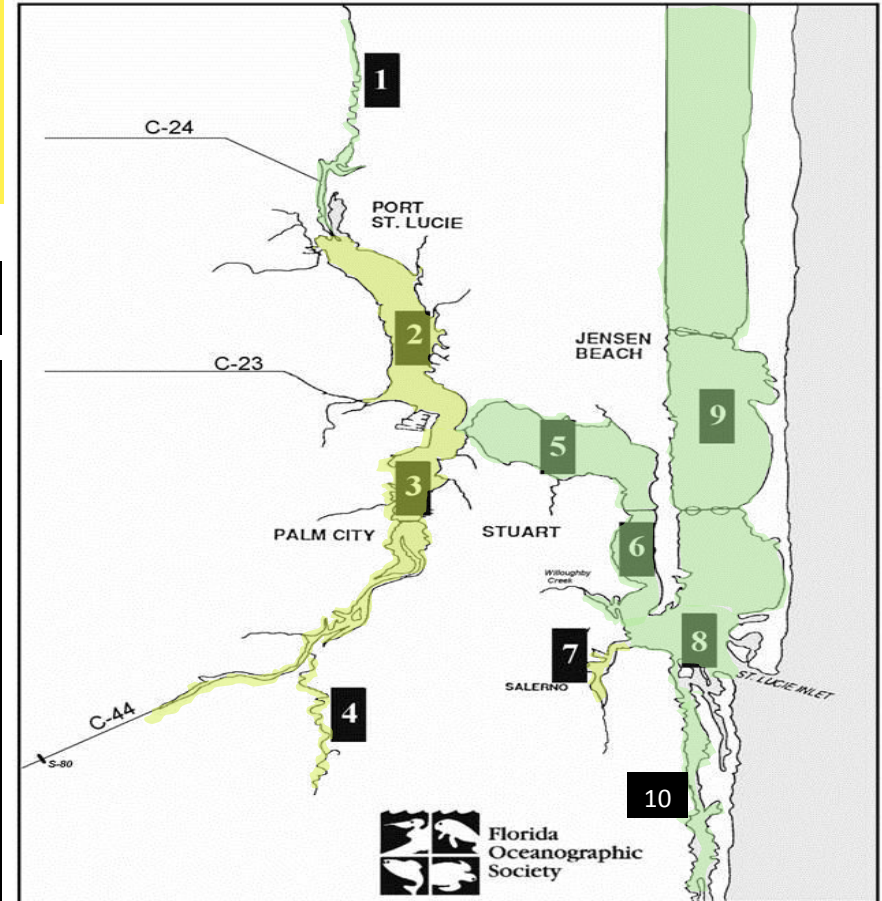 1
C-24
PORT
ST. LUCIE
2
JENSEN
BEACH
C-23
9
5
3
PALM CITY
STUART
6
Willoughby
Creek
7
8
SALERNO
ST. LUCIE INLET
4
C-44
S-80
10
Florida
Oceanographic
Society